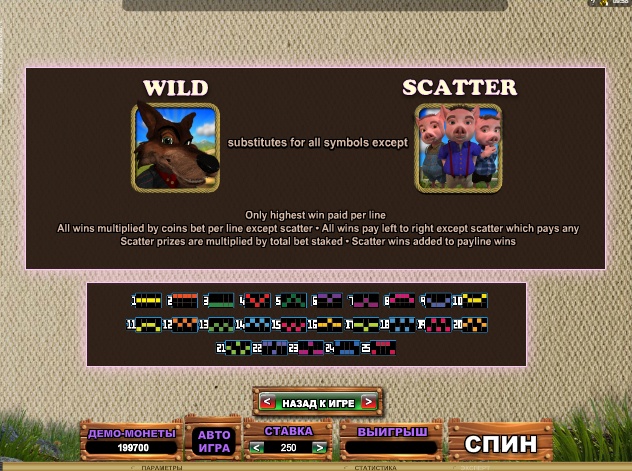 WILD
SCATTER
substitutes for all symbols except
Only highest win paid per line
All wins multiplied by coins bet per line except scatter • All wins pay left to right except scatter which pays any
Scatter prizes are multiplied by total bet staked • Scatter wins added to payline wins
1 2 3 4 5 6 7 8 9 10
11 12 13 14 15 16 17 18 19 20
21 22 23 24 25
< НАЗАД К ИГРЕ >
ДЕМО-МОНЕТЫ
199700
АВТО
ИГРА
СТАВКА
< 250 >
ВЫИГРЫШ
СПИН
ПАРАМЕТРЫ
СТАТИСТИКА
ЭКСПЕРТ